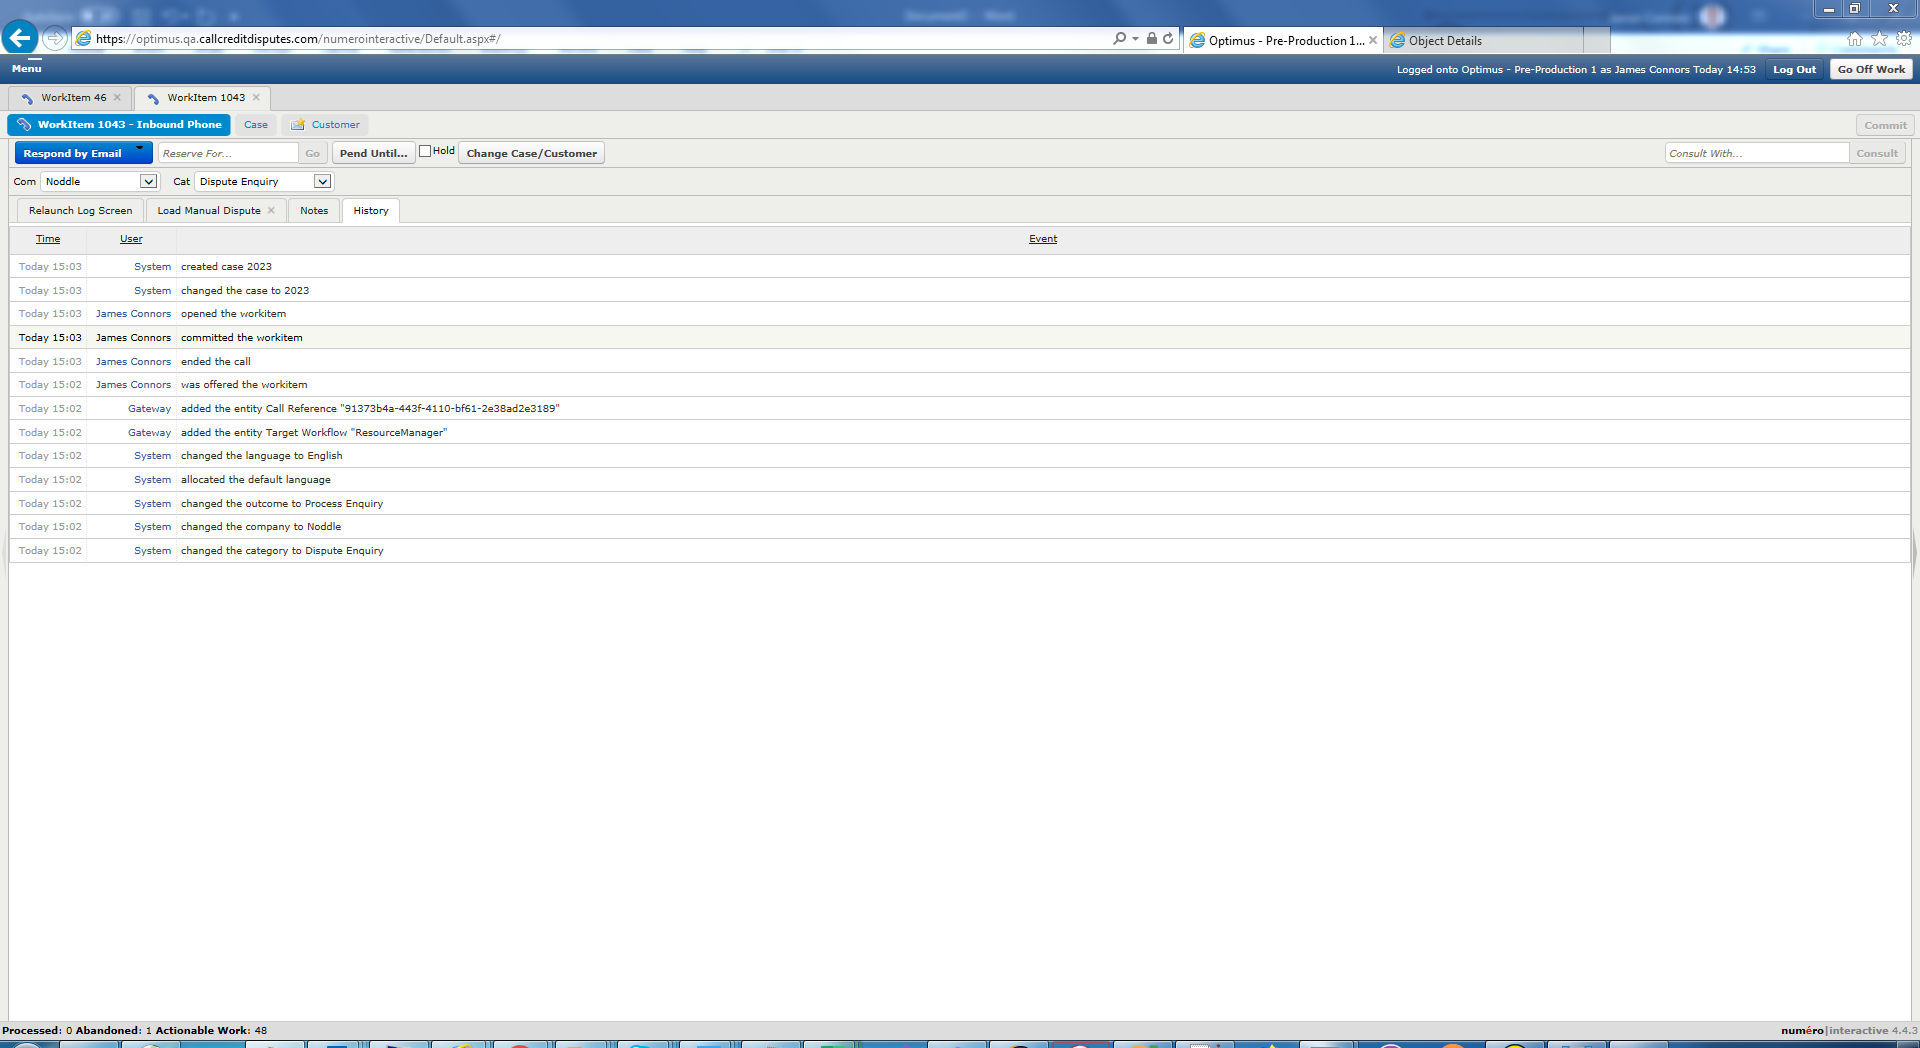 https://optimus.qa.callcreditdisputes.com/numerointeractive/Default.aspx#/
Optimus - Pre-Production 1...
Object Details
Menu
Logged onto Optimus - Pre-Production 1 as James Connors Today 14:53
Log Out
Go Off Work
WorkItem 46
WorkItem 1043
WorkItem 1043 - Inbound Phone
Case
Customer
Commit
Respond by Email
Reserve For...
Go
Pend Until...
Hold
Change Case/Customer
Consult With...
Consult
Com Noddle Cat Dispute Enquiry
Relaunch Log Screen
Load Manual Dispute
Notes
History
Time User Event
Today 15:03 System created case 2023
Today 15:03 System changed the case to 2023
Today 15:03 James Connors opened the workitem
Today 15:03 James Connors committed the workitem
Today 15:03 James Connors ended the call
Today 15:02 James Connors was offered the workitem
Today 15:02 Gateway added the entity Call Reference "91373b4a-443f-4110-bf61-2e38ad2e3189"
Today 15:02 Gateway added the entity Target Workflow "ResourceManager"
Today 15:02 System changed the language to English
Today 15:02 System allocated the default language
Today 15:02 System changed the outcome to Process Enquiry
Today 15:02 System changed the company to Noddle
Today 15:02 System changed the category to Dispute Enquiry
Processed: 0 Abandoned: 1 Actionable Work: 48
numéro|interactive 4.4.3